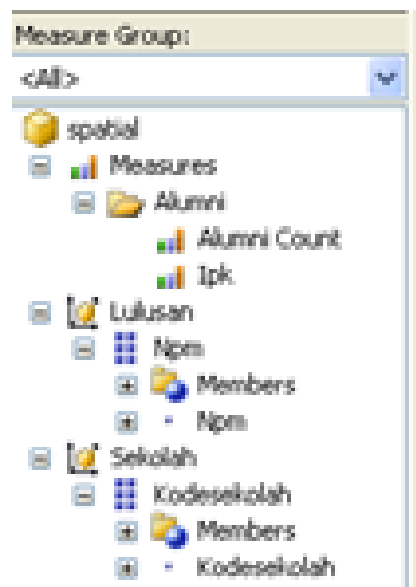 Measure Group:
<All>
spatial
Measures
Alumni
Alumni Count
Ipk
Lulusan
Npm
Members
Npm
Sekolah
Kodesekolah
Members
Kodesekolah